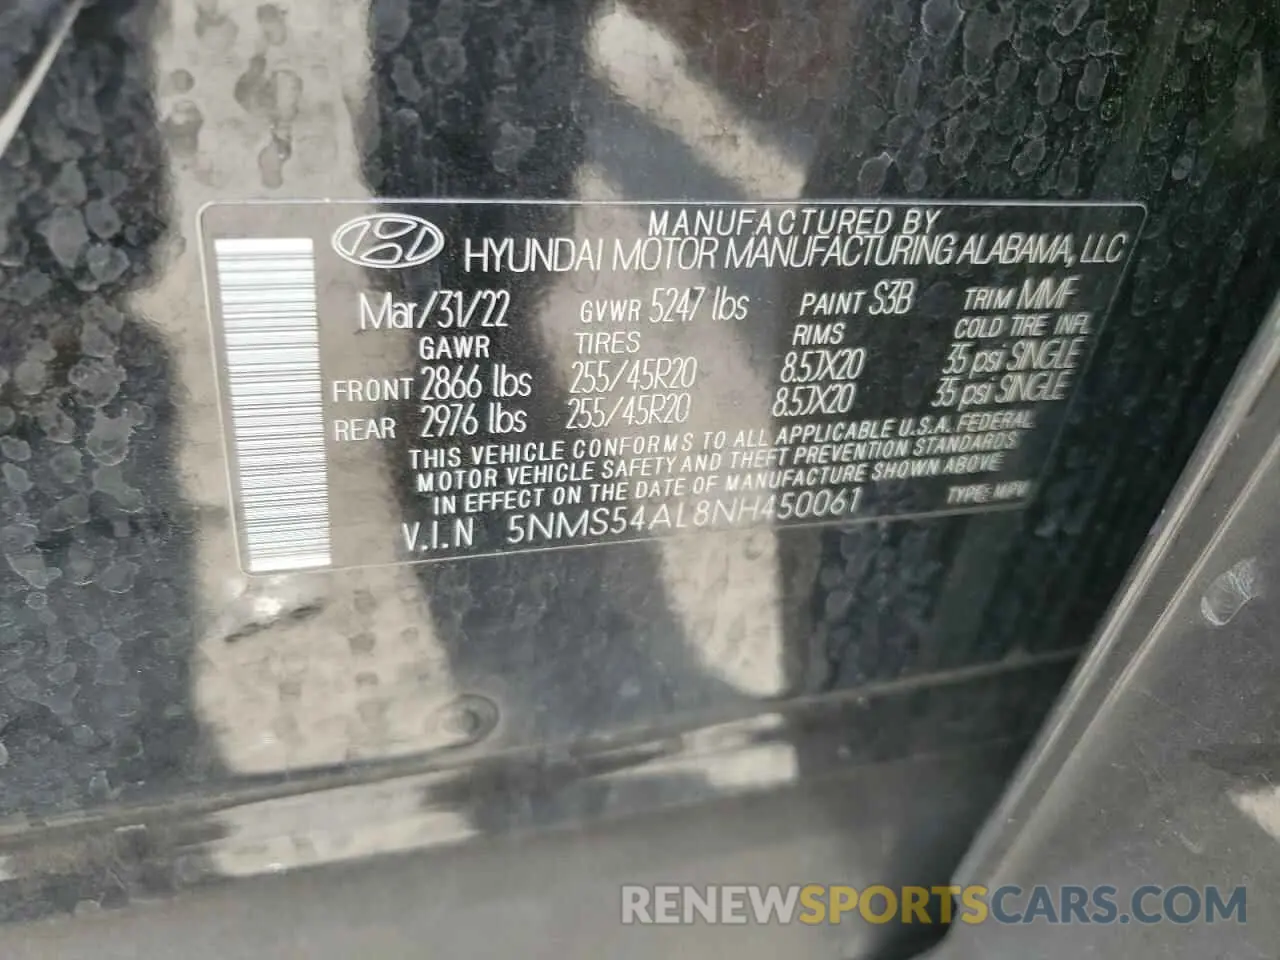 MANUFACTURED BY
HYUNDAI MOTOR MANUFACTURING ALABAMA, LLC
Mar/31/22 GVWR 5247 lbs PAINT S3B TRIM MMF
GAWR TIRES RIMS COLD TIRE INFL
FRONT 2866 lbs 255/45R20 8.5JX20 35 psi SINGLE
REAR 2976 lbs 255/45R20 8.5JX20 35 psi SINGLE
THIS VEHICLE CONFORMS TO ALL APPLICABLE U.S.A. FEDERAL
MOTOR VEHICLE SAFETY AND THEFT PREVENTION STANDARDS
IN EFFECT ON THE DATE OF MANUFACTURE SHOWN ABOVE
V.I.N 5NMS54AL8NH450061 TYPE: MPV
RENEWSPORTSCARS.COM